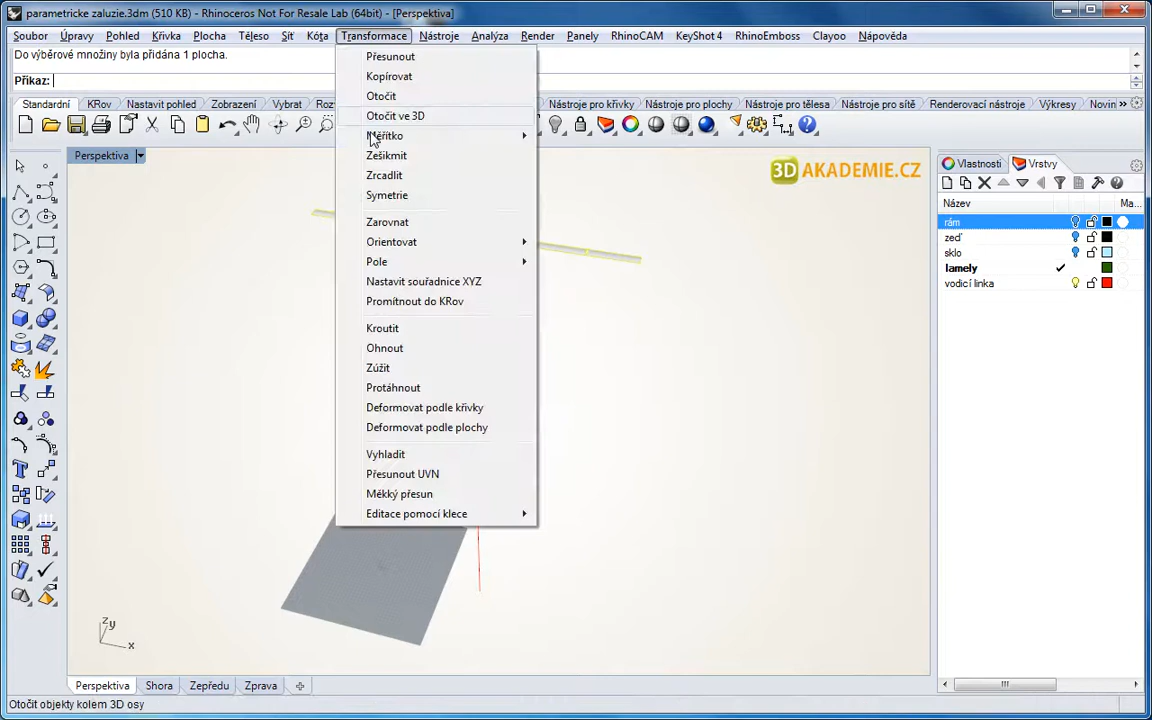 parametricke zaluzie.3dm (510 KB) - Rhinoceros Not For Resale Lab (64bit) - [Perspektiva]
Soubor Úpravy Pohled Křivka Plocha Těleso Síť Kóta Transformace Nástroje Analýza Render Panely RhinoCAM KeyShot 4 RhinoEmboss Clayoo Nápověda
Do výběrové množiny byla přidána 1 plocha.
Příkaz:
Standardní KRov Nastavit pohled Zobrazení Vybrat Nástroje pro křivky Nástroje pro plochy Nástroje pro tělesa Nástroje pro sítě Renderovací nástroje Výkresy
Perspektiva
Přesunout
Kopírovat
Otočit
Otočit ve 3D
Měřítko
Zešikmit
Zrcadlit
Symetrie
Zarovnat
Orientovat
Pole
Nastavit souřadnice XYZ
Promítnout do KRov
Kroutit
Ohnout
Zúžit
Protáhnout
Deformovat podle křivky
Deformovat podle plochy
Vyhladit
Přesunout UVN
Měkký přesun
Editace pomocí klece
3D AKADEMIE.CZ
Vlastnosti Vrstvy
Název Ma...
rám
zeď
sklo
lamely
vodicí linka
z y
x
Perspektiva Shora Zepředu Zprava
Otočit objekty kolem 3D osy